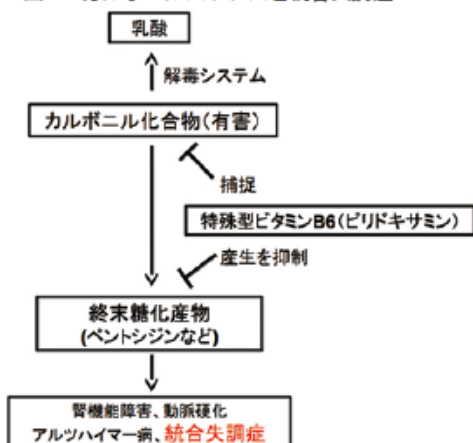 乳酸
解毒システム
カルボニル化合物(有害)
捕捉
特殊型ビタミンB6(ピリドキサミン)
産生を抑制
終末糖化産物
(ペントシジンなど)
腎機能障害、動脈硬化
アルツハイマー病、統合失調症